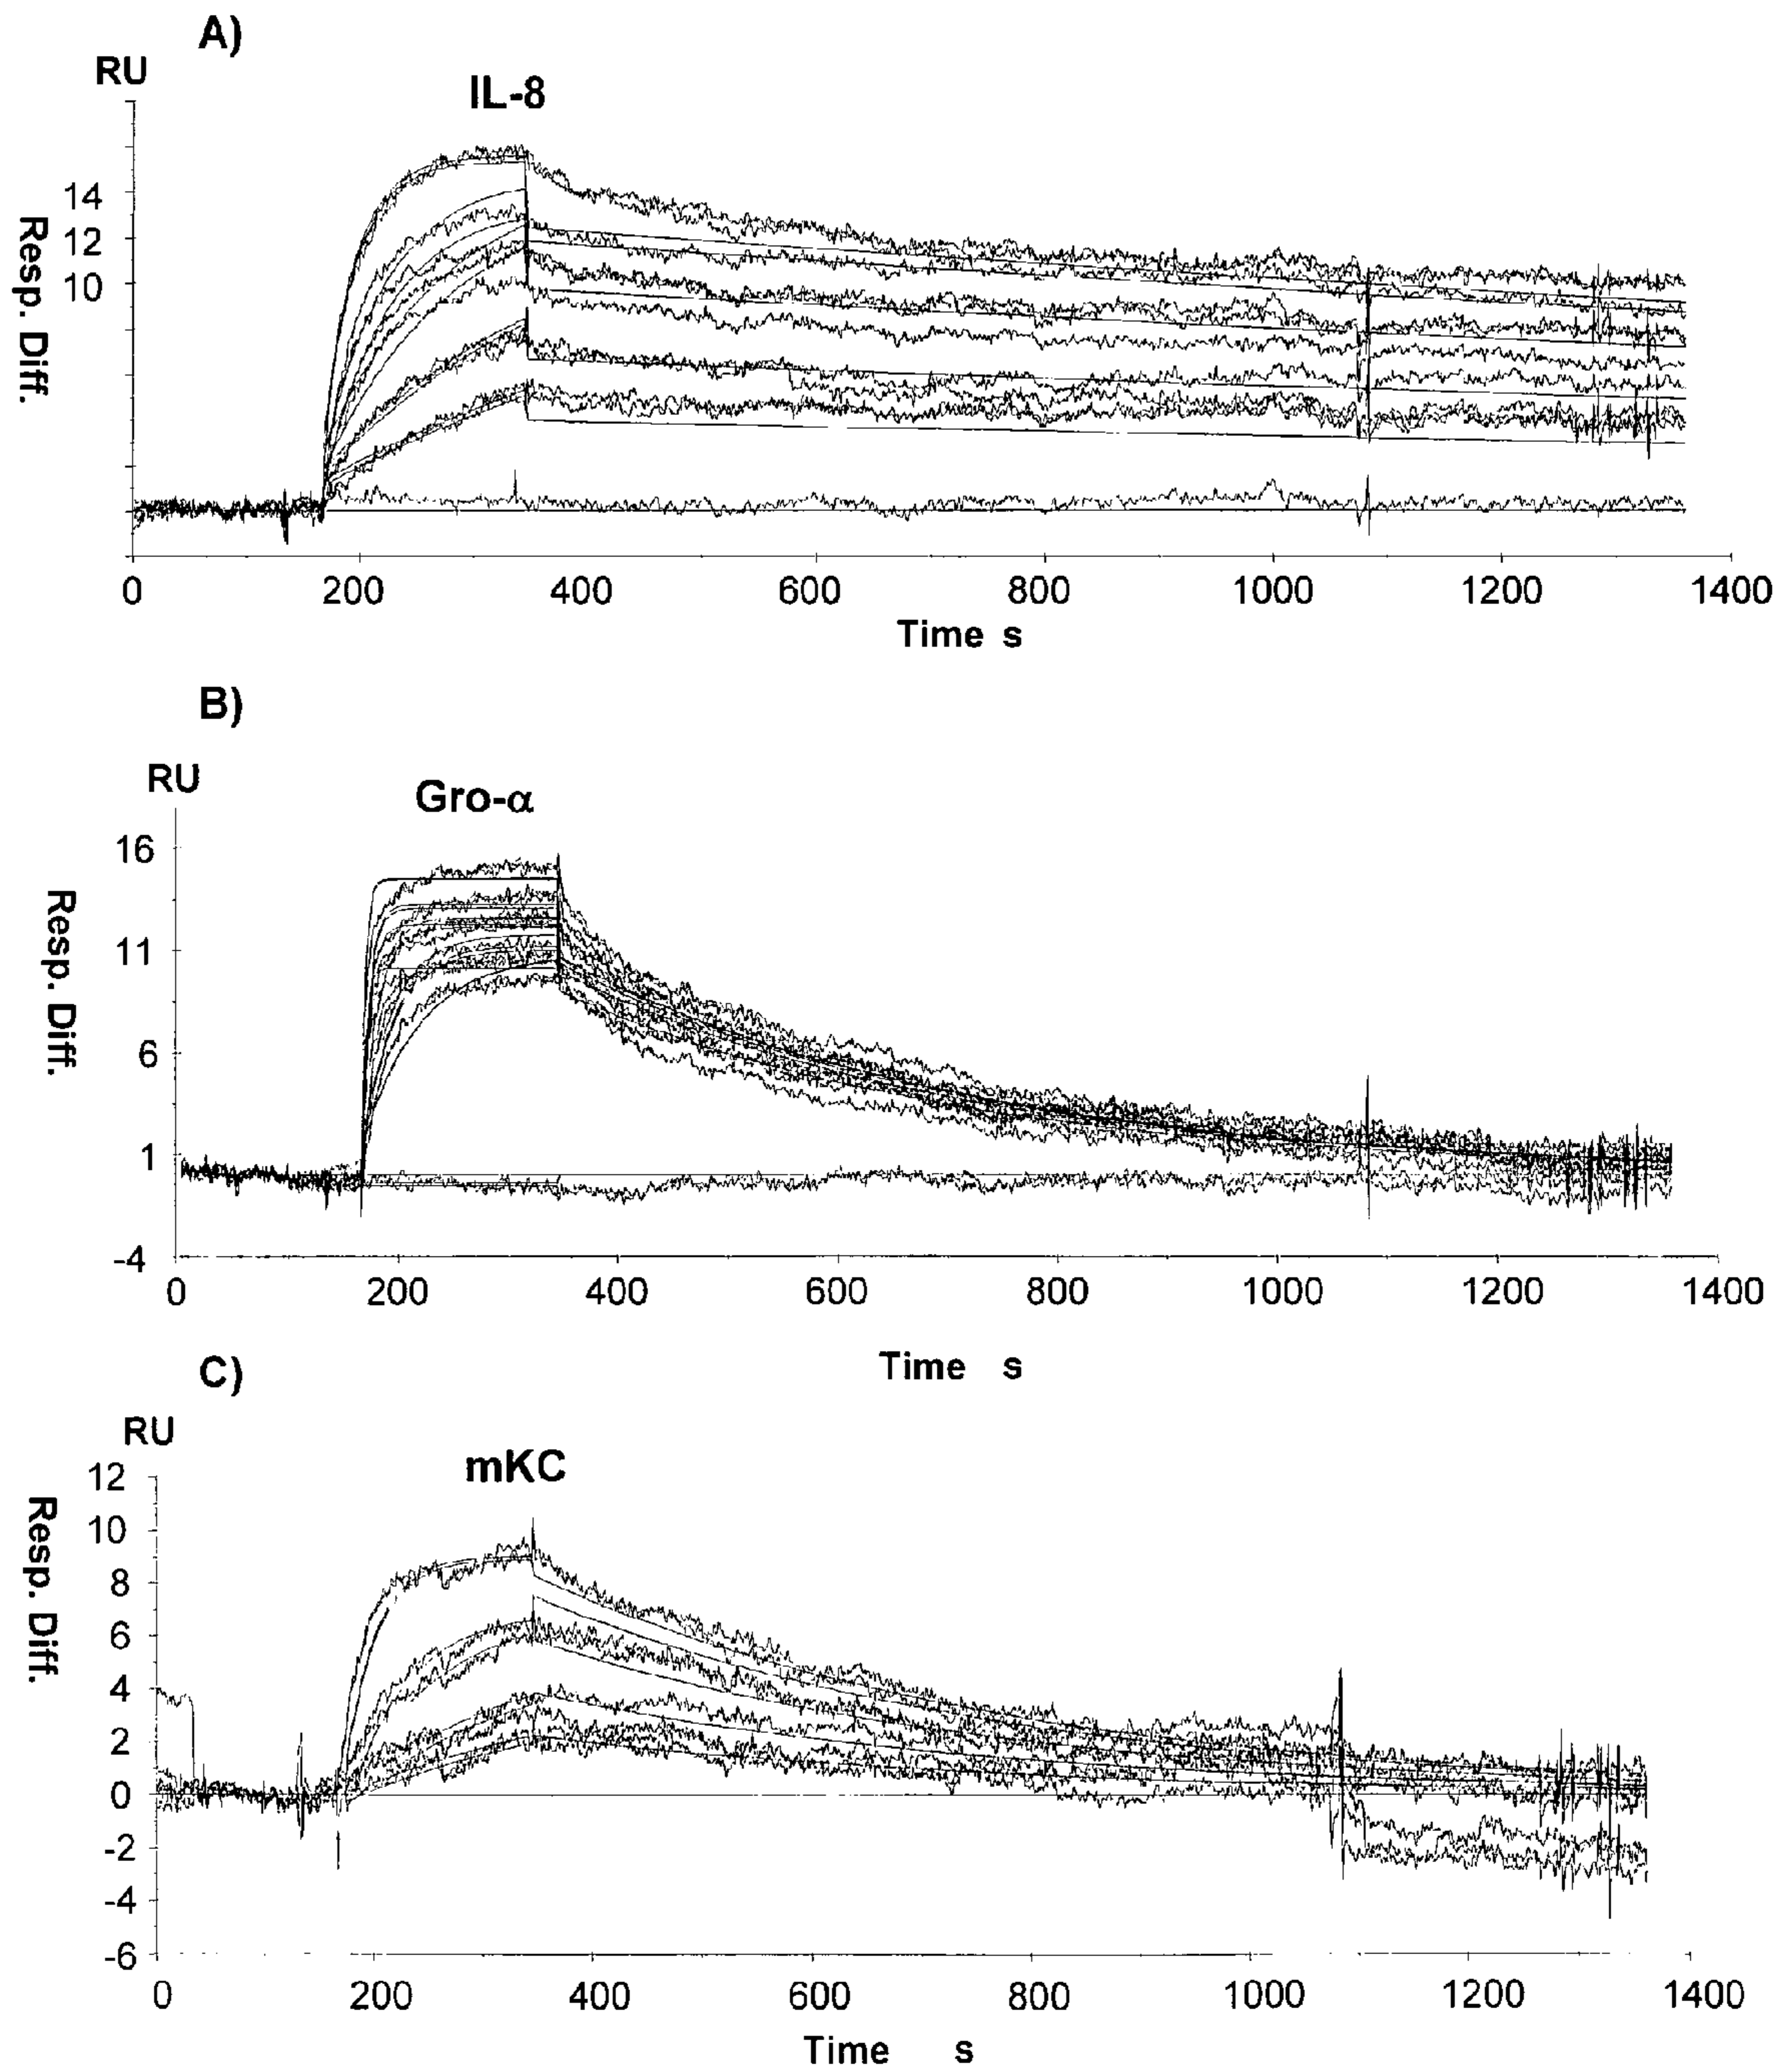 A)
RU
IL-8
14
12
10
Resp. Diff.
0 200 400 600 800 1000 1200 1400
Time s
B)
RU
Gro-α
16
11
6
1
-4
Resp. Diff.
0 200 400 600 800 1000 1200 1400
Time s
C)
RU
mKC
12
10
8
6
4
2
0
-2
-4
-6
Resp. Diff.
0 200 400 600 800 1000 1200 1400
Time s